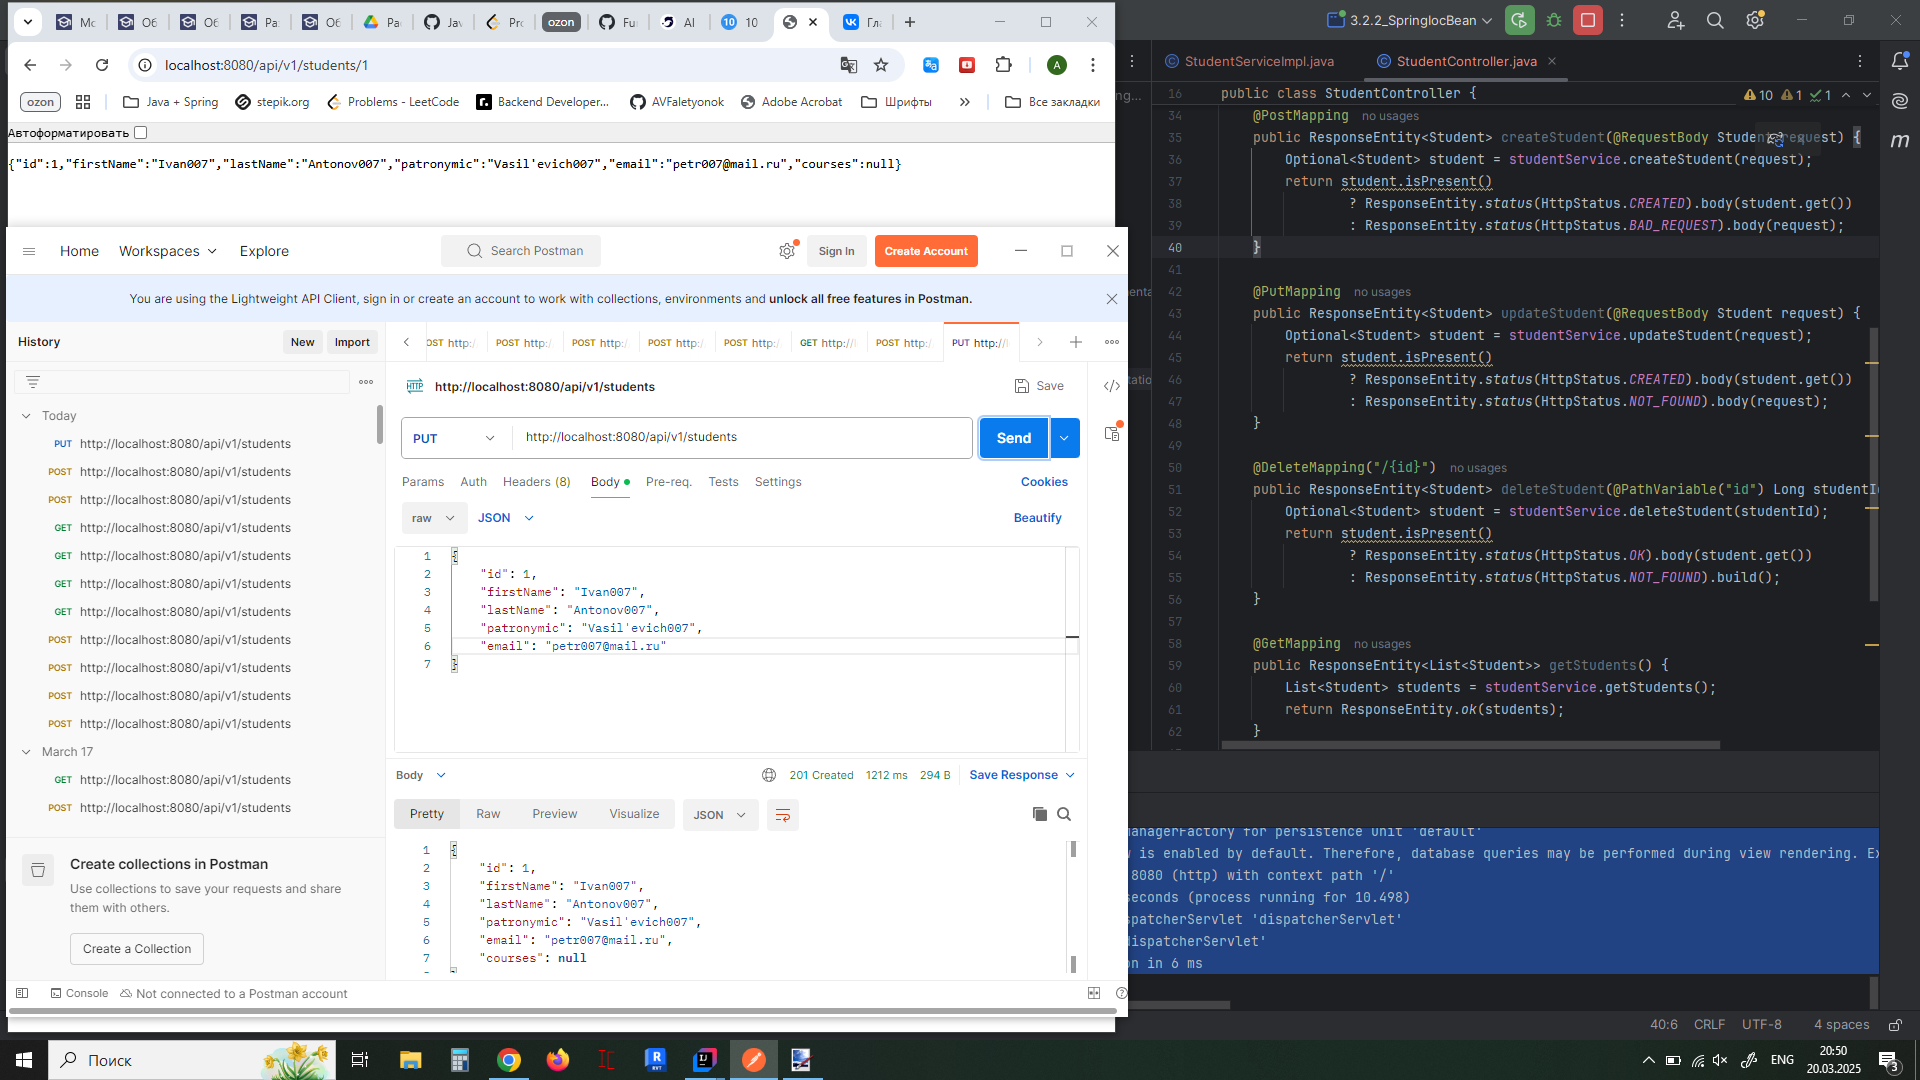 Мо
Об
Об
Ра
Об
Ра
Jav
Pro
ozon
Fu
AI
10
Гла
localhost:8080/api/v1/students/1
A
ozon
Java + Spring
stepik.org
Problems - LeetCode
Backend Developer...
AVFaletyonok
Adobe Acrobat
Шрифты
»
Все закладки
Автоформатировать
{"id":1,"firstName":"Ivan007","lastName":"Antonov007","patronymic":"Vasil'evich007","email":"petr007@mail.ru","courses":null}
Home
Workspaces
Explore
Search Postman
Sign In
Create Account
You are using the Lightweight API Client, sign in or create an account to work with collections, environments and unlock all free features in Postman.
History
New
Import
OST http:/
POST http:/
POST http:/
POST http:/
POST http:/
GET http://l
POST http:/
PUT http://l
HTTP
http://localhost:8080/api/v1/students
Save
Today
PUT http://localhost:8080/api/v1/students
POST http://localhost:8080/api/v1/students
POST http://localhost:8080/api/v1/students
GET http://localhost:8080/api/v1/students
GET http://localhost:8080/api/v1/students
GET http://localhost:8080/api/v1/students
GET http://localhost:8080/api/v1/students
POST http://localhost:8080/api/v1/students
POST http://localhost:8080/api/v1/students
POST http://localhost:8080/api/v1/students
POST http://localhost:8080/api/v1/students
March 17
GET http://localhost:8080/api/v1/students
POST http://localhost:8080/api/v1/students
Create collections in Postman
Use collections to save your requests and share
them with others.
Create a Collection
PUT
http://localhost:8080/api/v1/students
Send
Params
Auth
Headers (8)
Body
Pre-req.
Tests
Settings
Cookies
raw
JSON
Beautify
1 {
2 "id": 1,
3 "firstName": "Ivan007",
4 "lastName": "Antonov007",
5 "patronymic": "Vasil'evich007",
6 "email": "petr007@mail.ru"
7 }
Body
201 Created
1212 ms
294 B
Save Response
Pretty
Raw
Preview
Visualize
JSON
1 {
2 "id": 1,
3 "firstName": "Ivan007",
4 "lastName": "Antonov007",
5 "patronymic": "Vasil'evich007",
6 "email": "petr007@mail.ru",
7 "courses": null
Console
Not connected to a Postman account
3.2.2_SpringIocBean
StudentServiceImpl.java
StudentController.java
10
1
1
16 public class StudentController {
34 @PostMapping no usages
35 public ResponseEntity<Student> createStudent(@RequestBody Student request) {
36 Optional<Student> student = studentService.createStudent(request);
37 return student.isPresent()
38 ? ResponseEntity.status(HttpStatus.CREATED).body(student.get())
39 : ResponseEntity.status(HttpStatus.BAD_REQUEST).body(request);
40 }
41
42 @PutMapping no usages
43 public ResponseEntity<Student> updateStudent(@RequestBody Student request) {
44 Optional<Student> student = studentService.updateStudent(request);
45 return student.isPresent()
46 ? ResponseEntity.status(HttpStatus.CREATED).body(student.get())
47 : ResponseEntity.status(HttpStatus.NOT_FOUND).body(request);
48 }
49
50 @DeleteMapping("/{id}") no usages
51 public ResponseEntity<Student> deleteStudent(@PathVariable("id") Long studentI
52 Optional<Student> student = studentService.deleteStudent(studentId);
53 return student.isPresent()
54 ? ResponseEntity.status(HttpStatus.OK).body(student.get())
55 : ResponseEntity.status(HttpStatus.NOT_FOUND).build();
56 }
57
58 @GetMapping no usages
59 public ResponseEntity<List<Student>> getStudents() {
60 List<Student> students = studentService.getStudents();
61 return ResponseEntity.ok(students);
62 }
anagerFactory for persistence unit 'default'
w is enabled by default. Therefore, database queries may be performed during view rendering. Ex
8080 (http) with context path '/'
seconds (process running for 10.498)
spatcherServlet 'dispatcherServlet'
dispatcherServlet'
on in 6 ms
40:6
CRLF
UTF-8
4 spaces
Поиск
ENG
20:50
20.03.2025
3